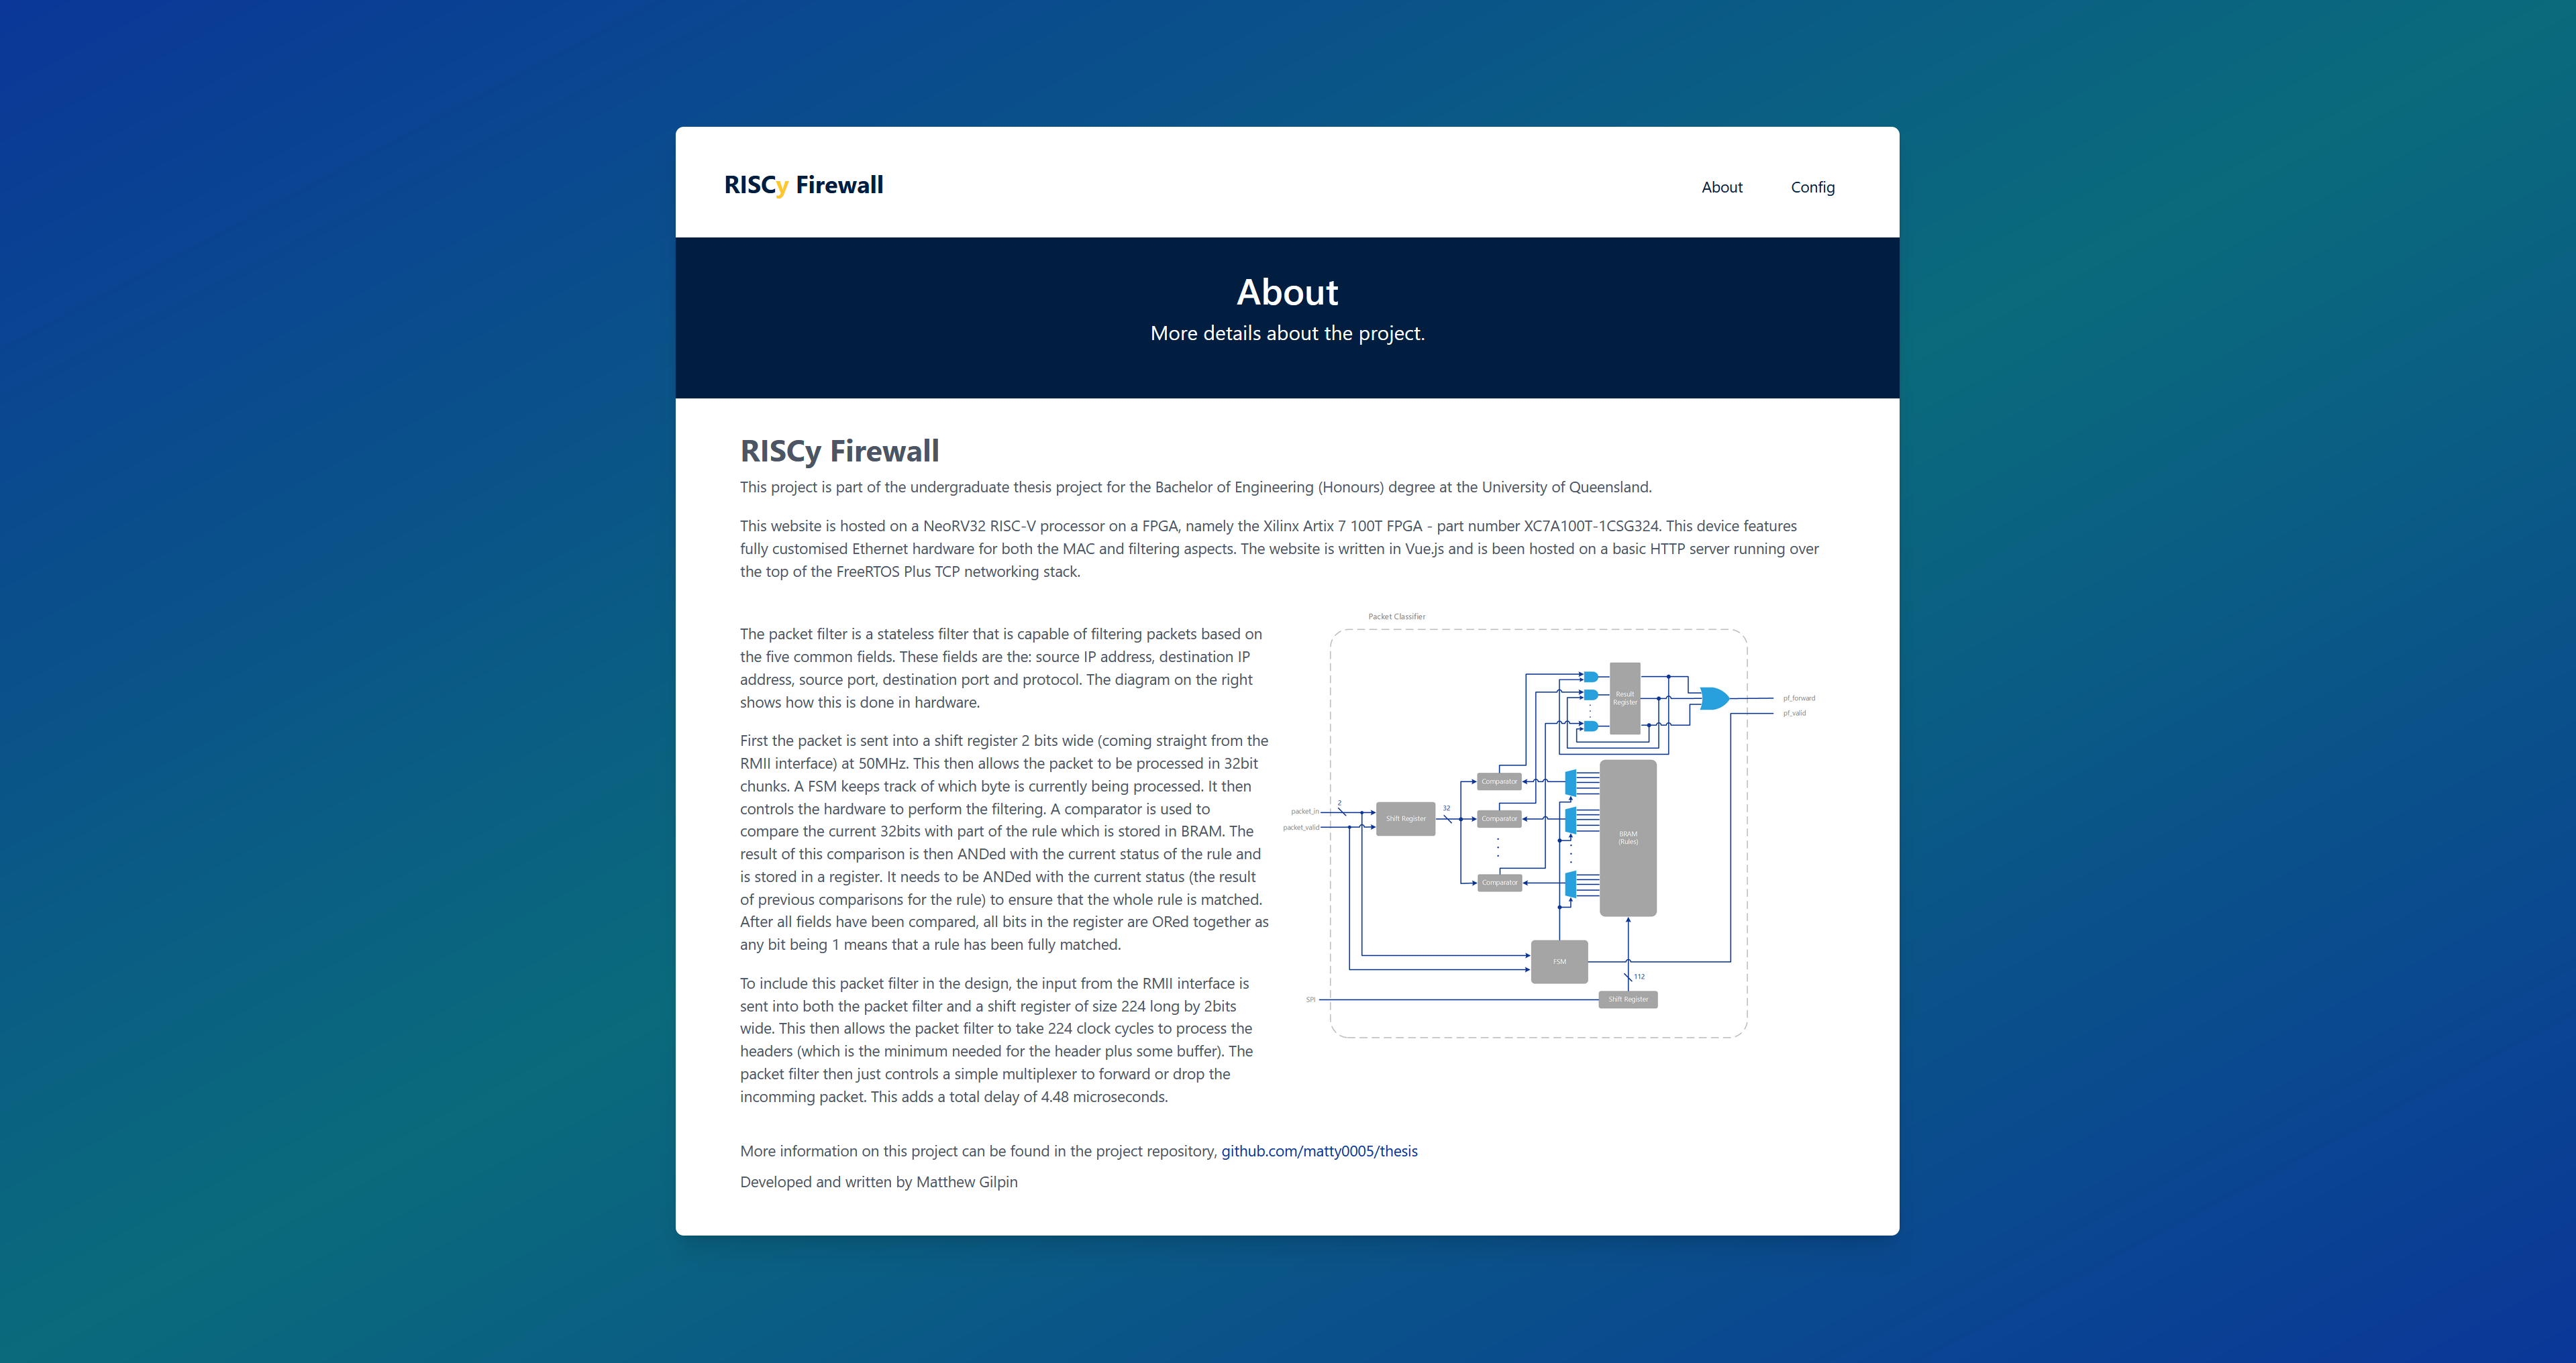 RISCy Firewall
About
Config
About
More details about the project.
RISCy Firewall
This project is part of the undergraduate thesis project for the Bachelor of Engineering (Honours) degree at the University of Queensland.
This website is hosted on a NeoRV32 RISC-V processor on a FPGA, namely the Xilinx Artix 7 100T FPGA - part number XC7A100T-1CSG324. This device features
fully customised Ethernet hardware for both the MAC and filtering aspects. The website is written in Vue.js and is been hosted on a basic HTTP server running over
the top of the FreeRTOS Plus TCP networking stack.
The packet filter is a stateless filter that is capable of filtering packets based on
the five common fields. These fields are the: source IP address, destination IP
address, source port, destination port and protocol. The diagram on the right
shows how this is done in hardware.
First the packet is sent into a shift register 2 bits wide (coming straight from the
RMII interface) at 50MHz. This then allows the packet to be processed in 32bit
chunks. A FSM keeps track of which byte is currently being processed. It then
controls the hardware to perform the filtering. A comparator is used to
compare the current 32bits with part of the rule which is stored in BRAM. The
result of this comparison is then ANDed with the current status of the rule and
is stored in a register. It needs to be ANDed with the current status (the result
of previous comparisons for the rule) to ensure that the whole rule is matched.
After all fields have been compared, all bits in the register are ORed together as
any bit being 1 means that a rule has been fully matched.
To include this packet filter in the design, the input from the RMII interface is
sent into both the packet filter and a shift register of size 224 long by 2bits
wide. This then allows the packet filter to take 224 clock cycles to process the
headers (which is the minimum needed for the header plus some buffer). The
packet filter then just controls a simple multiplexer to forward or drop the
incomming packet. This adds a total delay of 4.48 microseconds.
Packet Classifier
Result
Register
pf_forward
pf_valid
Comparator
packet_in
2
packet_valid
Shift Register
32
Comparator
BRAM
(Rules)
Comparator
FSM
112
SPI
Shift Register
More information on this project can be found in the project repository, github.com/matty0005/thesis
Developed and written by Matthew Gilpin